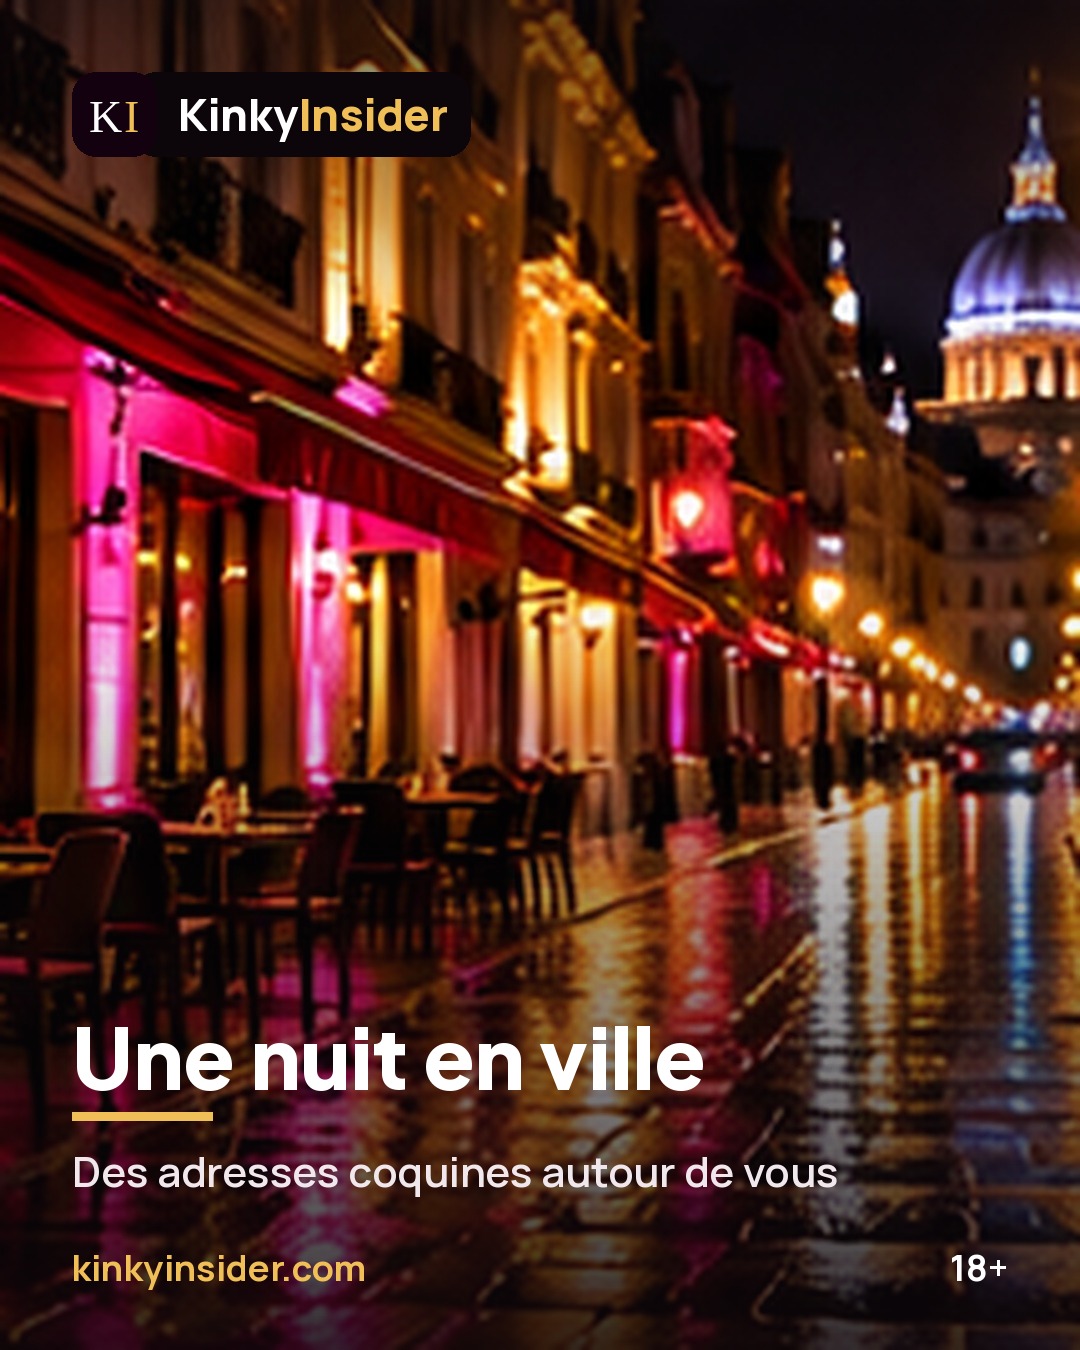 KI KinkyInsider
Une nuit en ville
Des adresses coquines autour de vous
kinkyinsider.com
18+